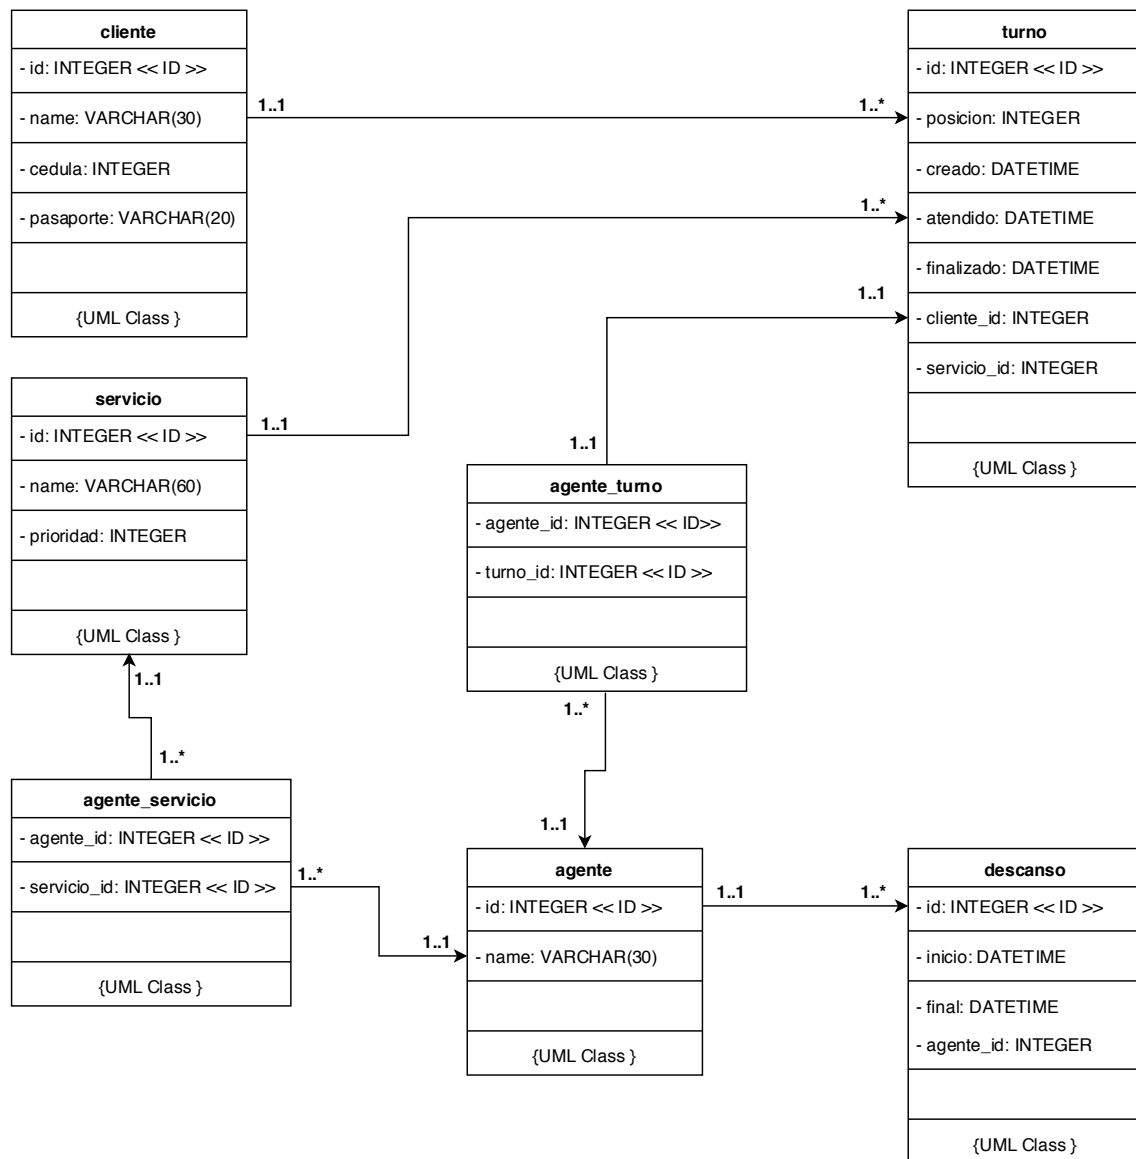 cliente
- id: INTEGER << ID >>
- name: VARCHAR(30)
- cedula: INTEGER
- pasaporte: VARCHAR(20)
{UML Class }
1..1
1..*
turno
- id: INTEGER << ID >>
- posicion: INTEGER
- creado: DATETIME
- atendido: DATETIME
- finalizado: DATETIME
- cliente_id: INTEGER
- servicio_id: INTEGER
{UML Class }
1..*
1..1
servicio
- id: INTEGER << ID >>
- name: VARCHAR(60)
- prioridad: INTEGER
{UML Class }
1..1
1..1
agente_turno
- agente_id: INTEGER << ID>>
- turno_id: INTEGER << ID >>
{UML Class }
1..1
1..*
1..*
agente_servicio
- agente_id: INTEGER << ID >>
- servicio_id: INTEGER << ID >>
{UML Class }
1..*
1..1
1..1
agente
- id: INTEGER << ID >>
- name: VARCHAR(30)
{UML Class }
1..1
1..*
descanso
- id: INTEGER << ID >>
- inicio: DATETIME
- final: DATETIME
- agente_id: INTEGER
{UML Class }